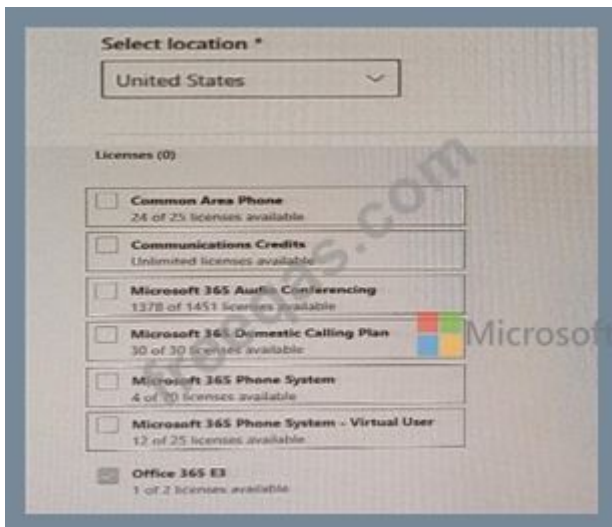 Select location *
United States
Licenses (0)
Common Area Phone
24 of 25 licenses available
Communications Credits
Unlimited licenses available
Microsoft 365 Audio Conferencing
1378 of 1451 licenses available
Microsoft 365 Domestic Calling Plan
30 of 30 licenses available
Microsoft
Microsoft 365 Phone System
4 of 70 licenses available
Microsoft 365 Phone System - Virtual User
12 of 25 licenses available
Office 365 E3
1 of 2 licenses available
freeqas.com